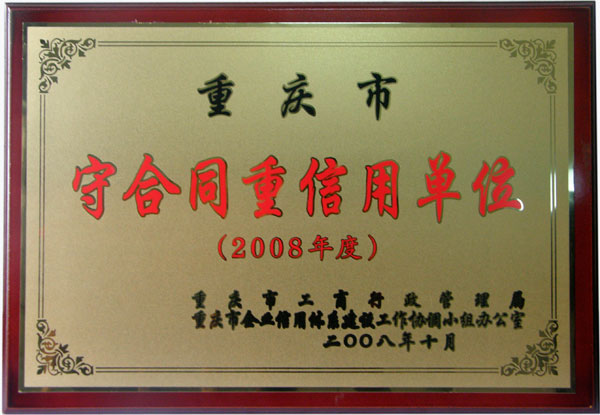 重庆市
守合同重信用单位
(2008年度)
重庆市工商行政管理局
重庆市企业信用体系建设工作协调小组办公室
二〇〇八年十月